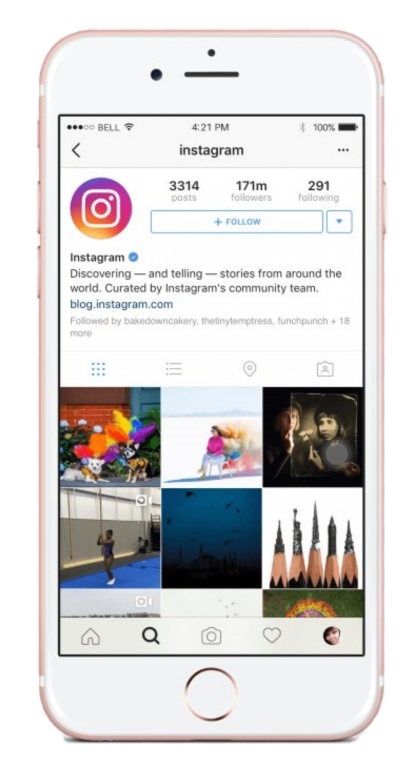 BELL 4:21 PM 100%
instagram
3314 171m 291
posts followers following
+ FOLLOW
Instagram
Discovering — and telling — stories from around the
world. Curated by Instagram's community team.
blog.instagram.com
Followed by bakedowncakery, thetinytemptress, funchpunch + 18
more